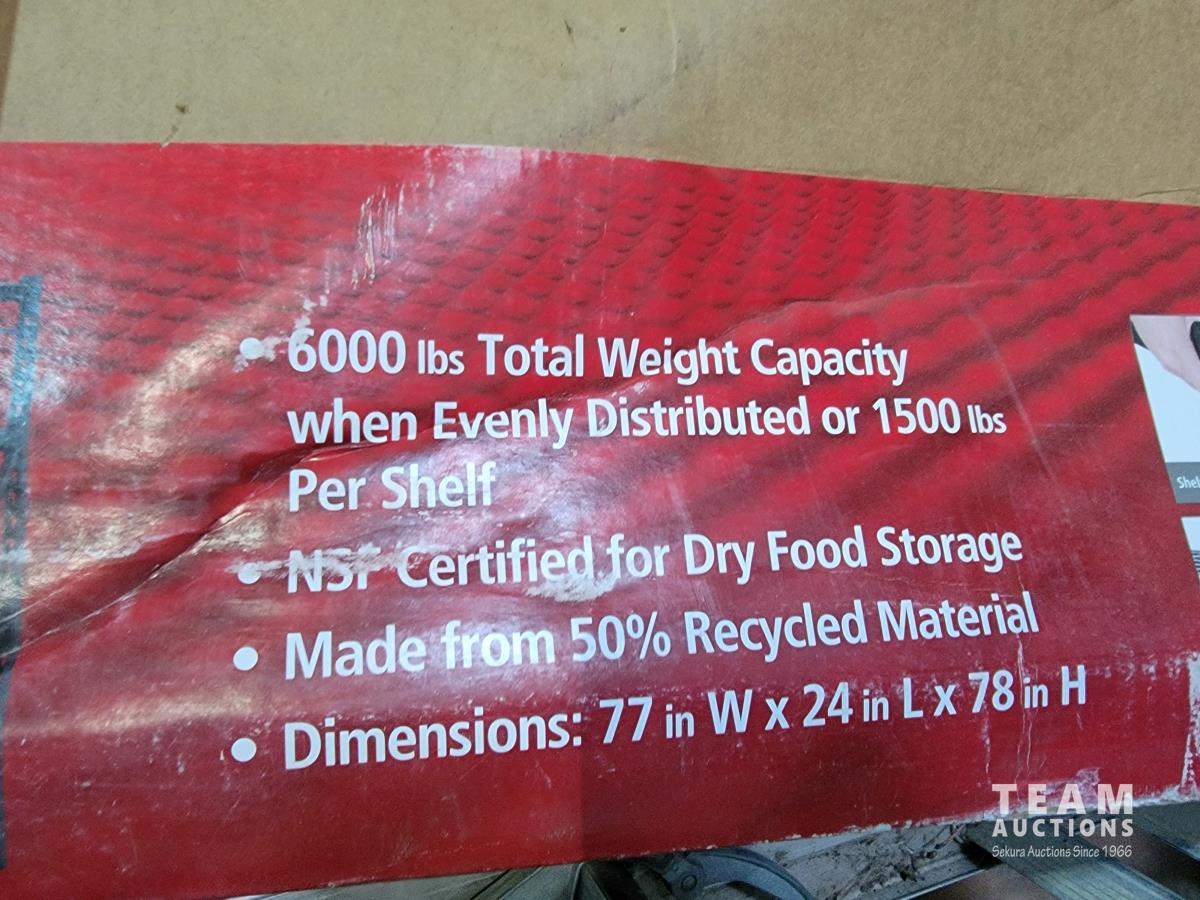 • 6000 lbs Total Weight Capacity
when Evenly Distributed or 1500 lbs
Per Shelf
• NSF Certified for Dry Food Storage
• Made from 50% Recycled Material
• Dimensions: 77 in W x 24 in L x 78 in H
Shel
TEAM
AUCTIONS
Sekura Auctions Since 1966